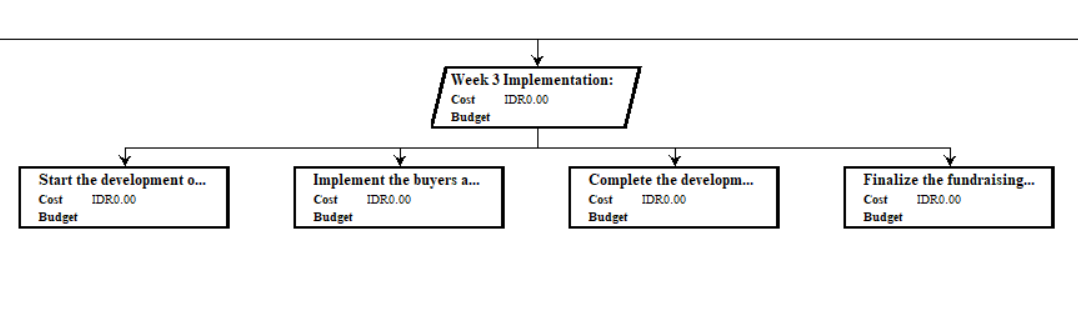 Week 3 Implementation:
Cost IDR0.00
Budget
Start the development o...
Cost IDR0.00
Budget
Implement the buyers a...
Cost IDR0.00
Budget
Complete the developm...
Cost IDR0.00
Budget
Finalize the fundraising...
Cost IDR0.00
Budget